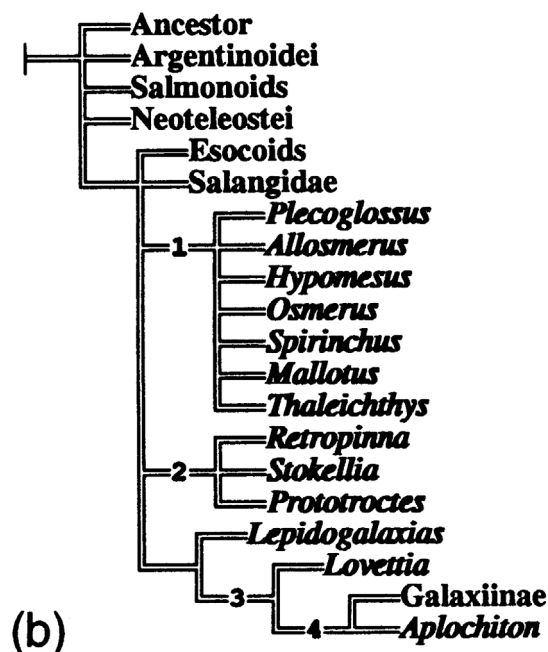 Ancestor
Argentinoidei
Salmonoids
Neoteleostei
Esocoids
Salangidae
Plecoglossus
1 Allosmerus
Hypomesus
Osmerus
Spirinchus
Mallotus
Thaleichthys
Retropinna
2 Stokellia
Prototroctes
Lepidogalaxias
Lovettia
3 Galaxiinae
(b) 4 Aplochiton